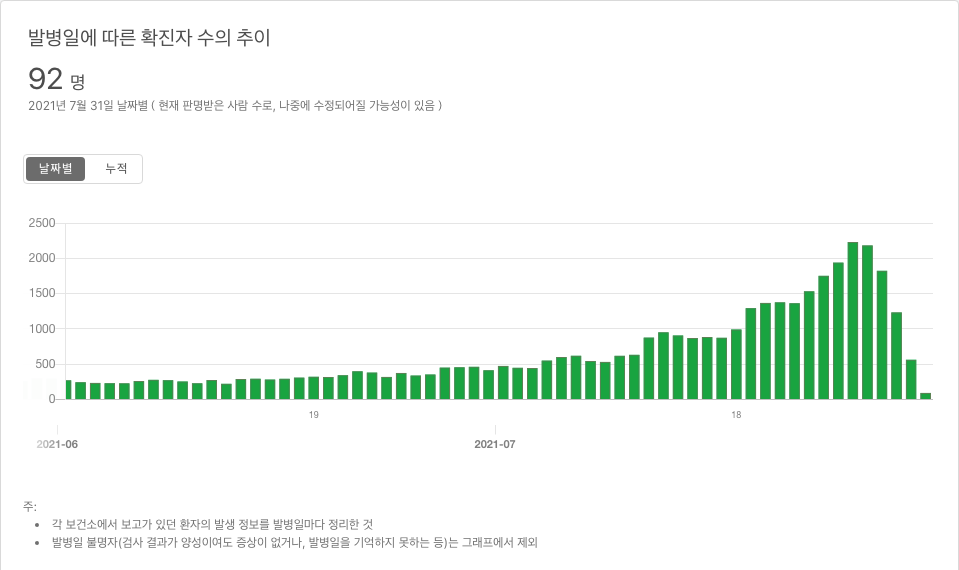 발병일에 따른 확진자 수의 추이
92 명
2021년 7월 31일 날짜별 ( 현재 판명받은 사람 수로, 나중에 수정되어질 가능성이 있음 )
날짜별 누적
2500
2000
1500
1000
500
0
19 18
2021-06 2021-07
주:
• 각 보건소에서 보고가 있던 환자의 발생 정보를 발병일마다 정리한 것
• 발병일 불명자(검사 결과가 양성이여도 증상이 없거나, 발병일을 기억하지 못하는 등)는 그래프에서 제외